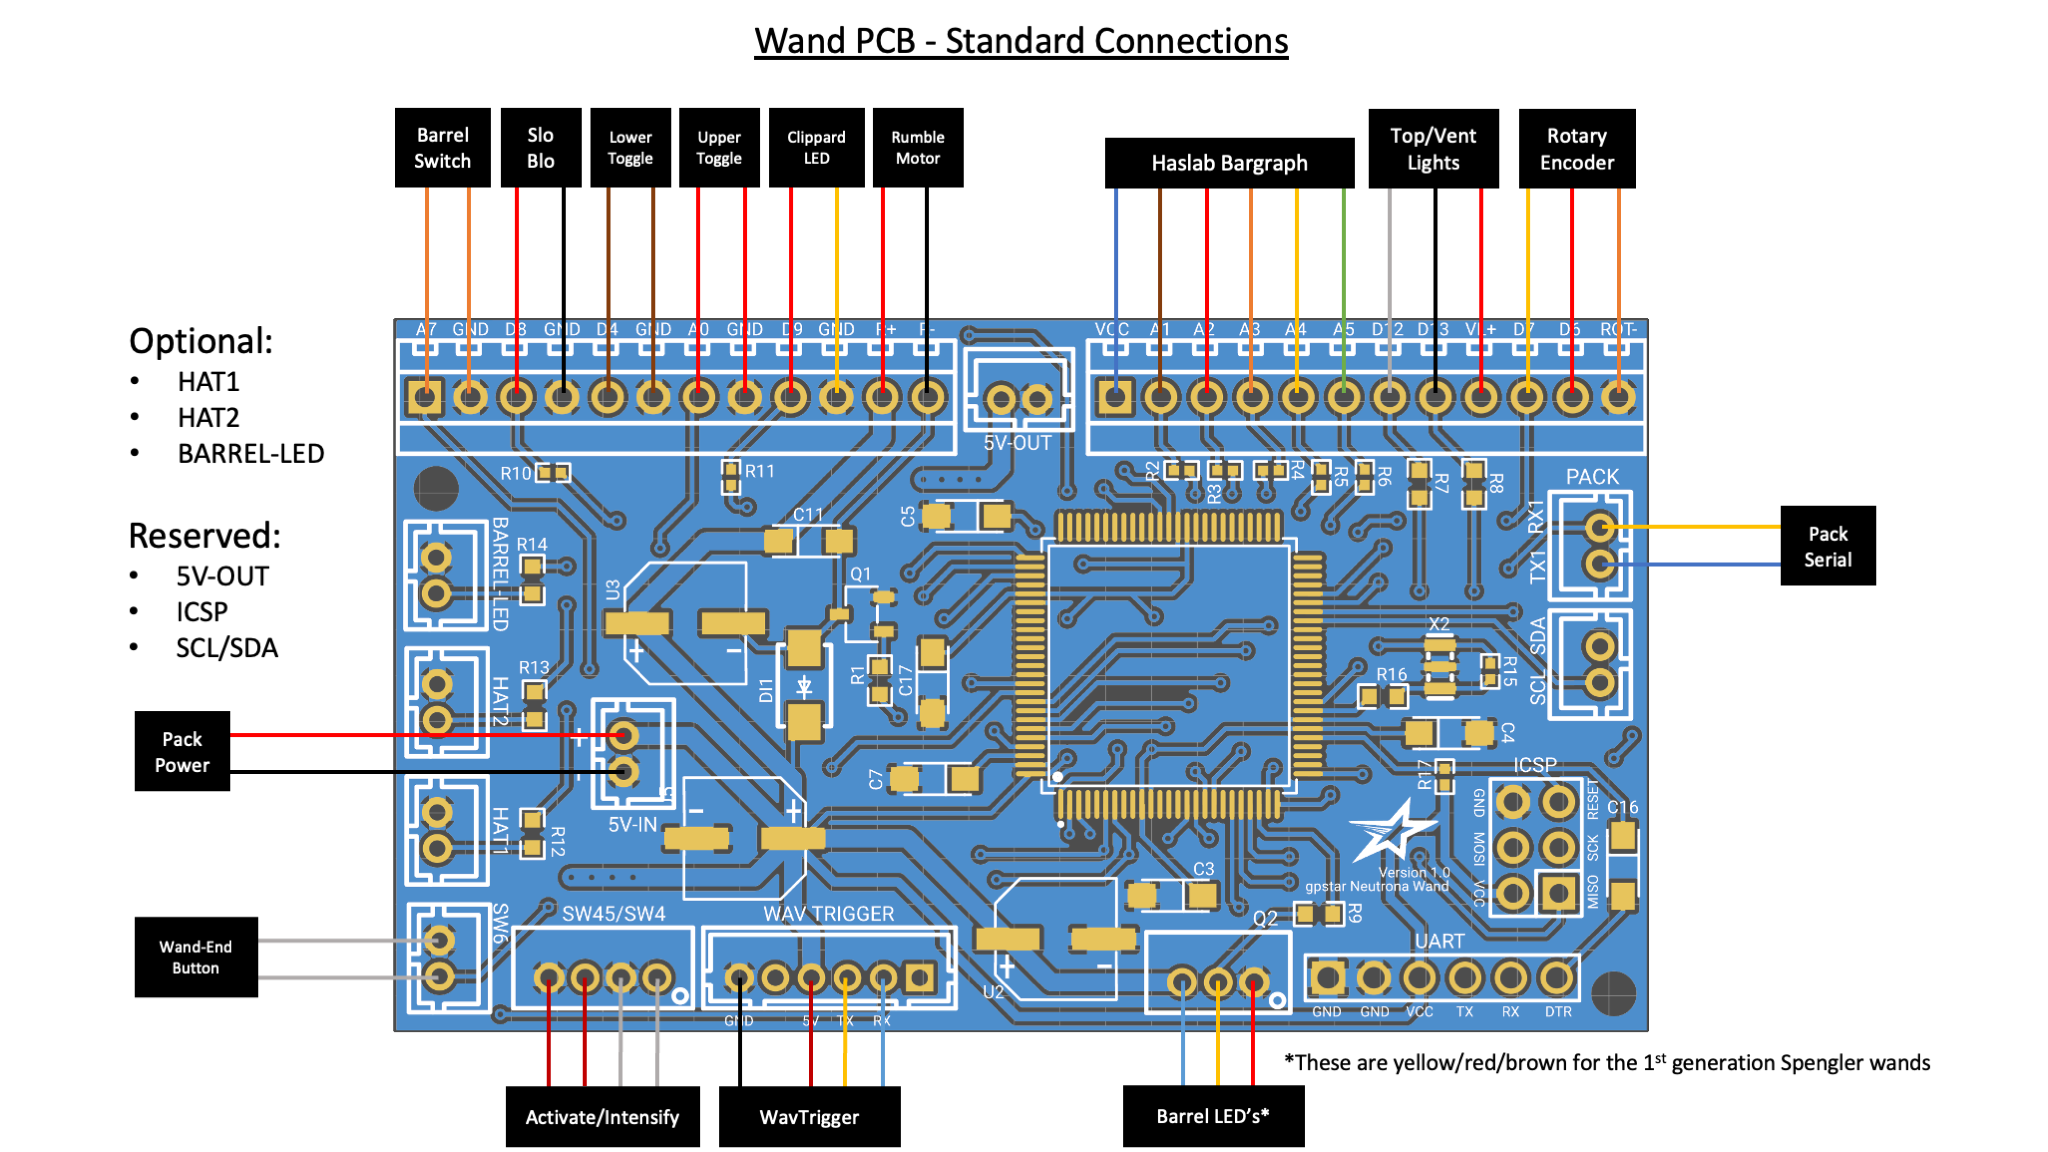 Wand PCB - Standard Connections
Barrel
Switch
Slo
Blo
Lower
Toggle
Upper
Toggle
Clippard
LED
Rumble
Motor
Haslab Bargraph
Top/Vent
Lights
Rotary
Encoder
A7 GND D8 GND D4 GND A0 GND D9 GND R+ R-
VCC A1 A2 A3 A4 A5 D12 D13 VL+ D7 D6 ROT-
Optional:
• HAT1
• HAT2
• BARREL-LED
Reserved:
• 5V-OUT
• ICSP
• SCL/SDA
5V-OUT
R10
R11
R2
R3
R4
R5
R6
R7
R8
PACK
RX1
TX1
Pack
Serial
C5
C11
BARREL-LED
R14
U3
+ -
Q1
X2
SDA
SCL
R13
HAT2
DI1
R1
C17
R16
R15
C4
Pack
Power
+
-
5V-IN
- +
C7
R17
ICSP
GND
RESET
MOSI
SCK
VCC
MISO
C16
HAT1
R12
Version 1.0
gpstar Neutrona Wand
C3
R9
Q2
SW6
SW45/SW4
WAV TRIGGER
UART
Wand-End
Button
+ -
U2
GND 5V TX RX
GND GND VCC TX RX DTR
*These are yellow/red/brown for the 1st generation Spengler wands
Activate/Intensify
WavTrigger
Barrel LED's*